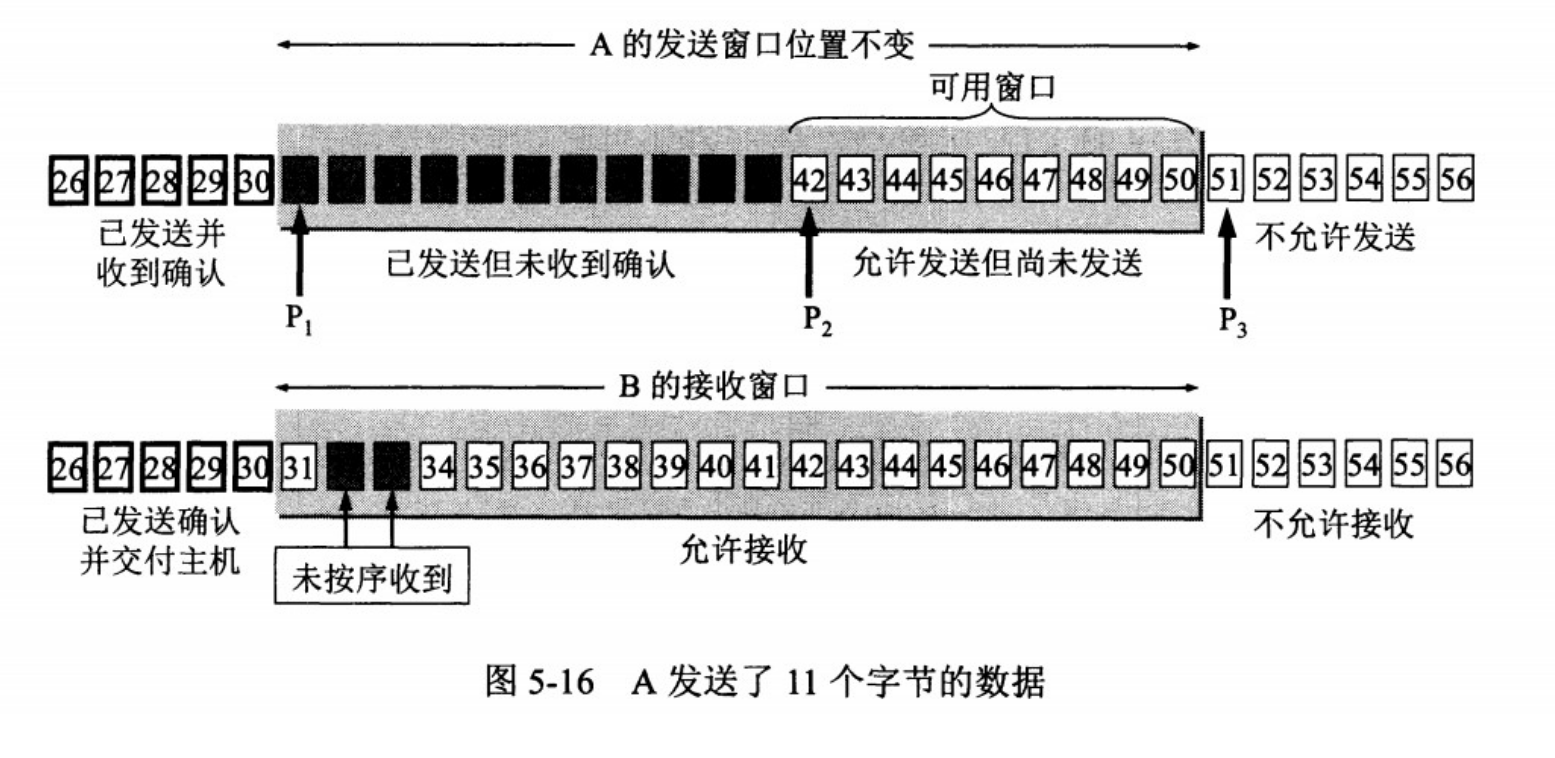 A 的发送窗口位置不变
可用窗口
26 27 28 29 30 42 43 44 45 46 47 48 49 50 51 52 53 54 55 56
已发送并
收到确认
已发送但未收到确认
允许发送但尚未发送
不允许发送
P1
P2
P3
B 的接收窗口
26 27 28 29 30 31 34 35 36 37 38 39 40 41 42 43 44 45 46 47 48 49 50 51 52 53 54 55 56
已发送确认
并交付主机
未按序收到
允许接收
不允许接收
图 5-16 A 发送了 11 个字节的数据